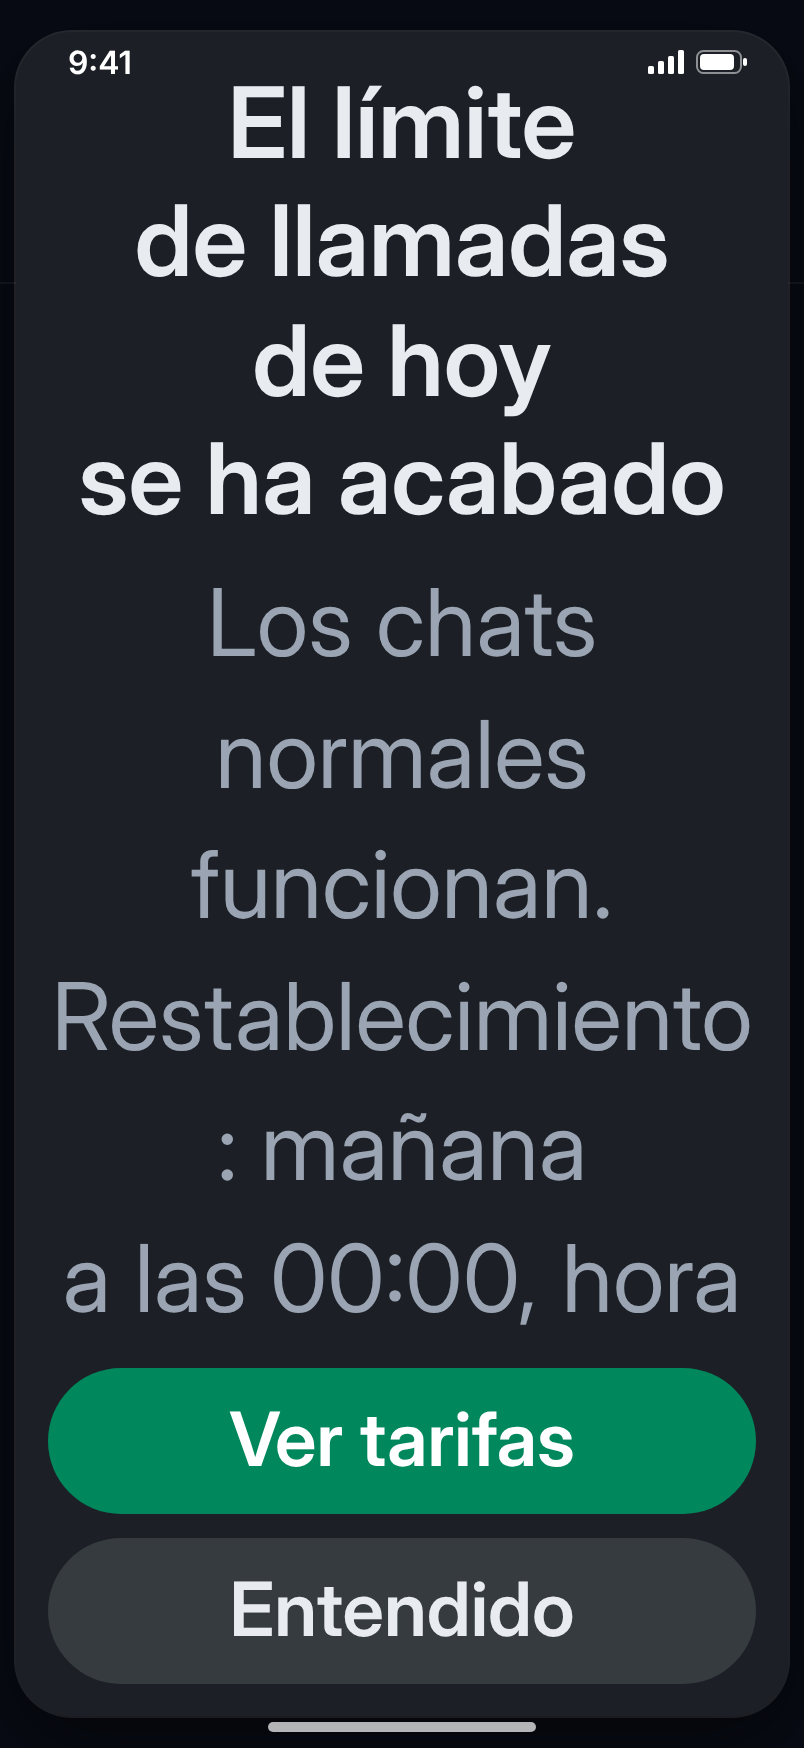 9:41
El límite
de llamadas
de hoy
se ha acabado
Los chats
normales
funcionan.
Restablecimiento
: mañana
a las 00:00, hora
Ver tarifas
Entendido